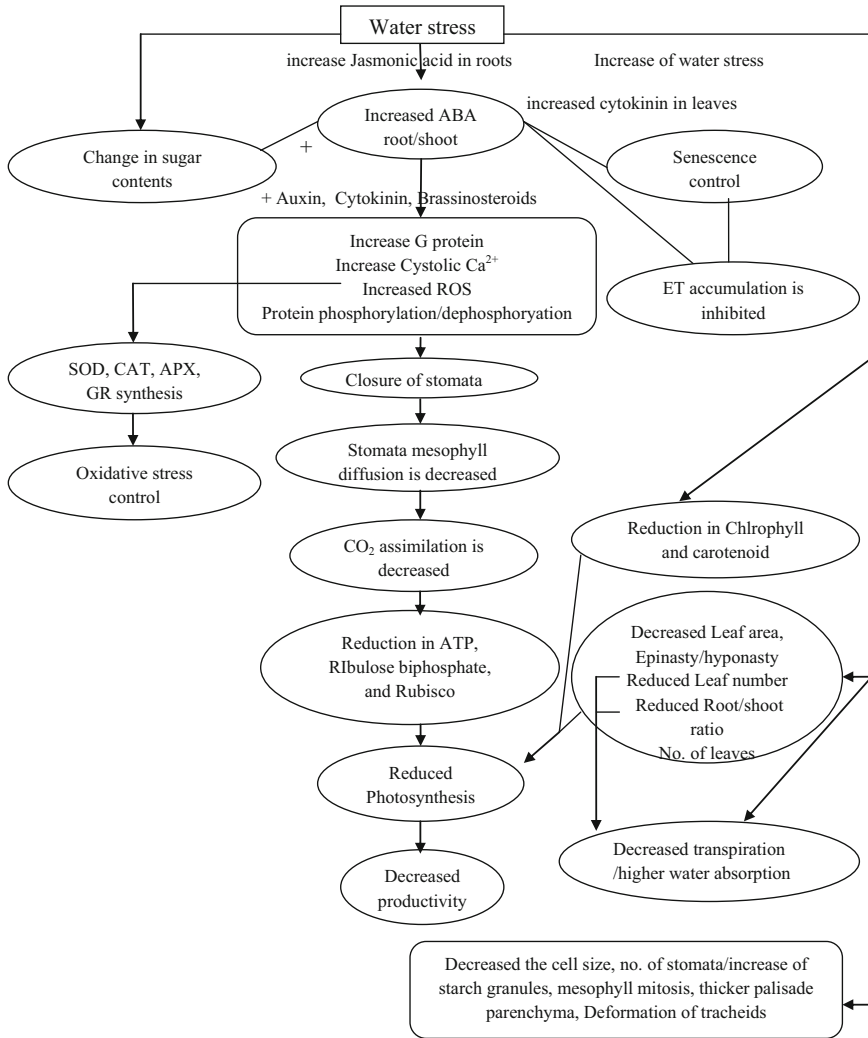 Water stress
increase Jasmonic acid in roots
Increase of water stress
increased cytokinin in leaves
Increased ABA
root/shoot
Change in sugar
contents
+
Senescence
control
+ Auxin, Cytokinin, Brassinosteroids
Increase G protein
Increase Cystolic Ca²⁺
Increased ROS
Protein phosphorylation/dephosphoryation
ET accumulation is
inhibited
SOD, CAT, APX,
GR synthesis
Closure of stomata
Oxidative stress
control
Stomata mesophyll
diffusion is decreased
Reduction in Chlrophyll
and carotenoid
CO₂ assimilation is
decreased
Reduction in ATP,
RIbulose biphosphate,
and Rubisco
Decreased Leaf area,
Epinasty/hyponasty
Reduced Leaf number
Reduced Root/shoot
ratio
No. of leaves
Reduced
Photosynthesis
Decreased transpiration
/higher water absorption
Decreased
productivity
Decreased the cell size, no. of stomata/increase of
starch granules, mesophyll mitosis, thicker palisade
parenchyma, Deformation of tracheids